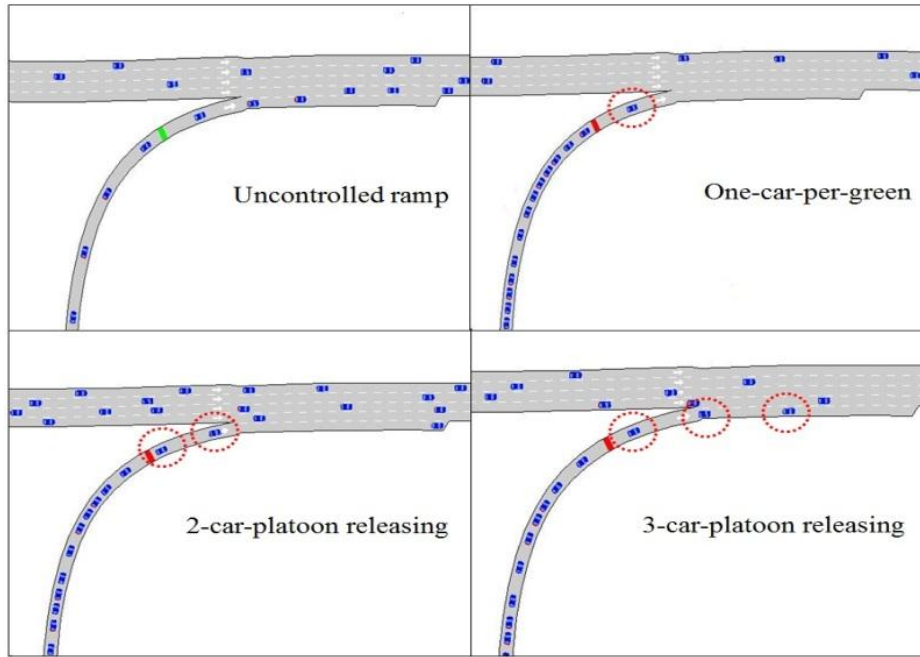 Uncontrolled ramp
One-car-per-green
2-car-platoon releasing
3-car-platoon releasing